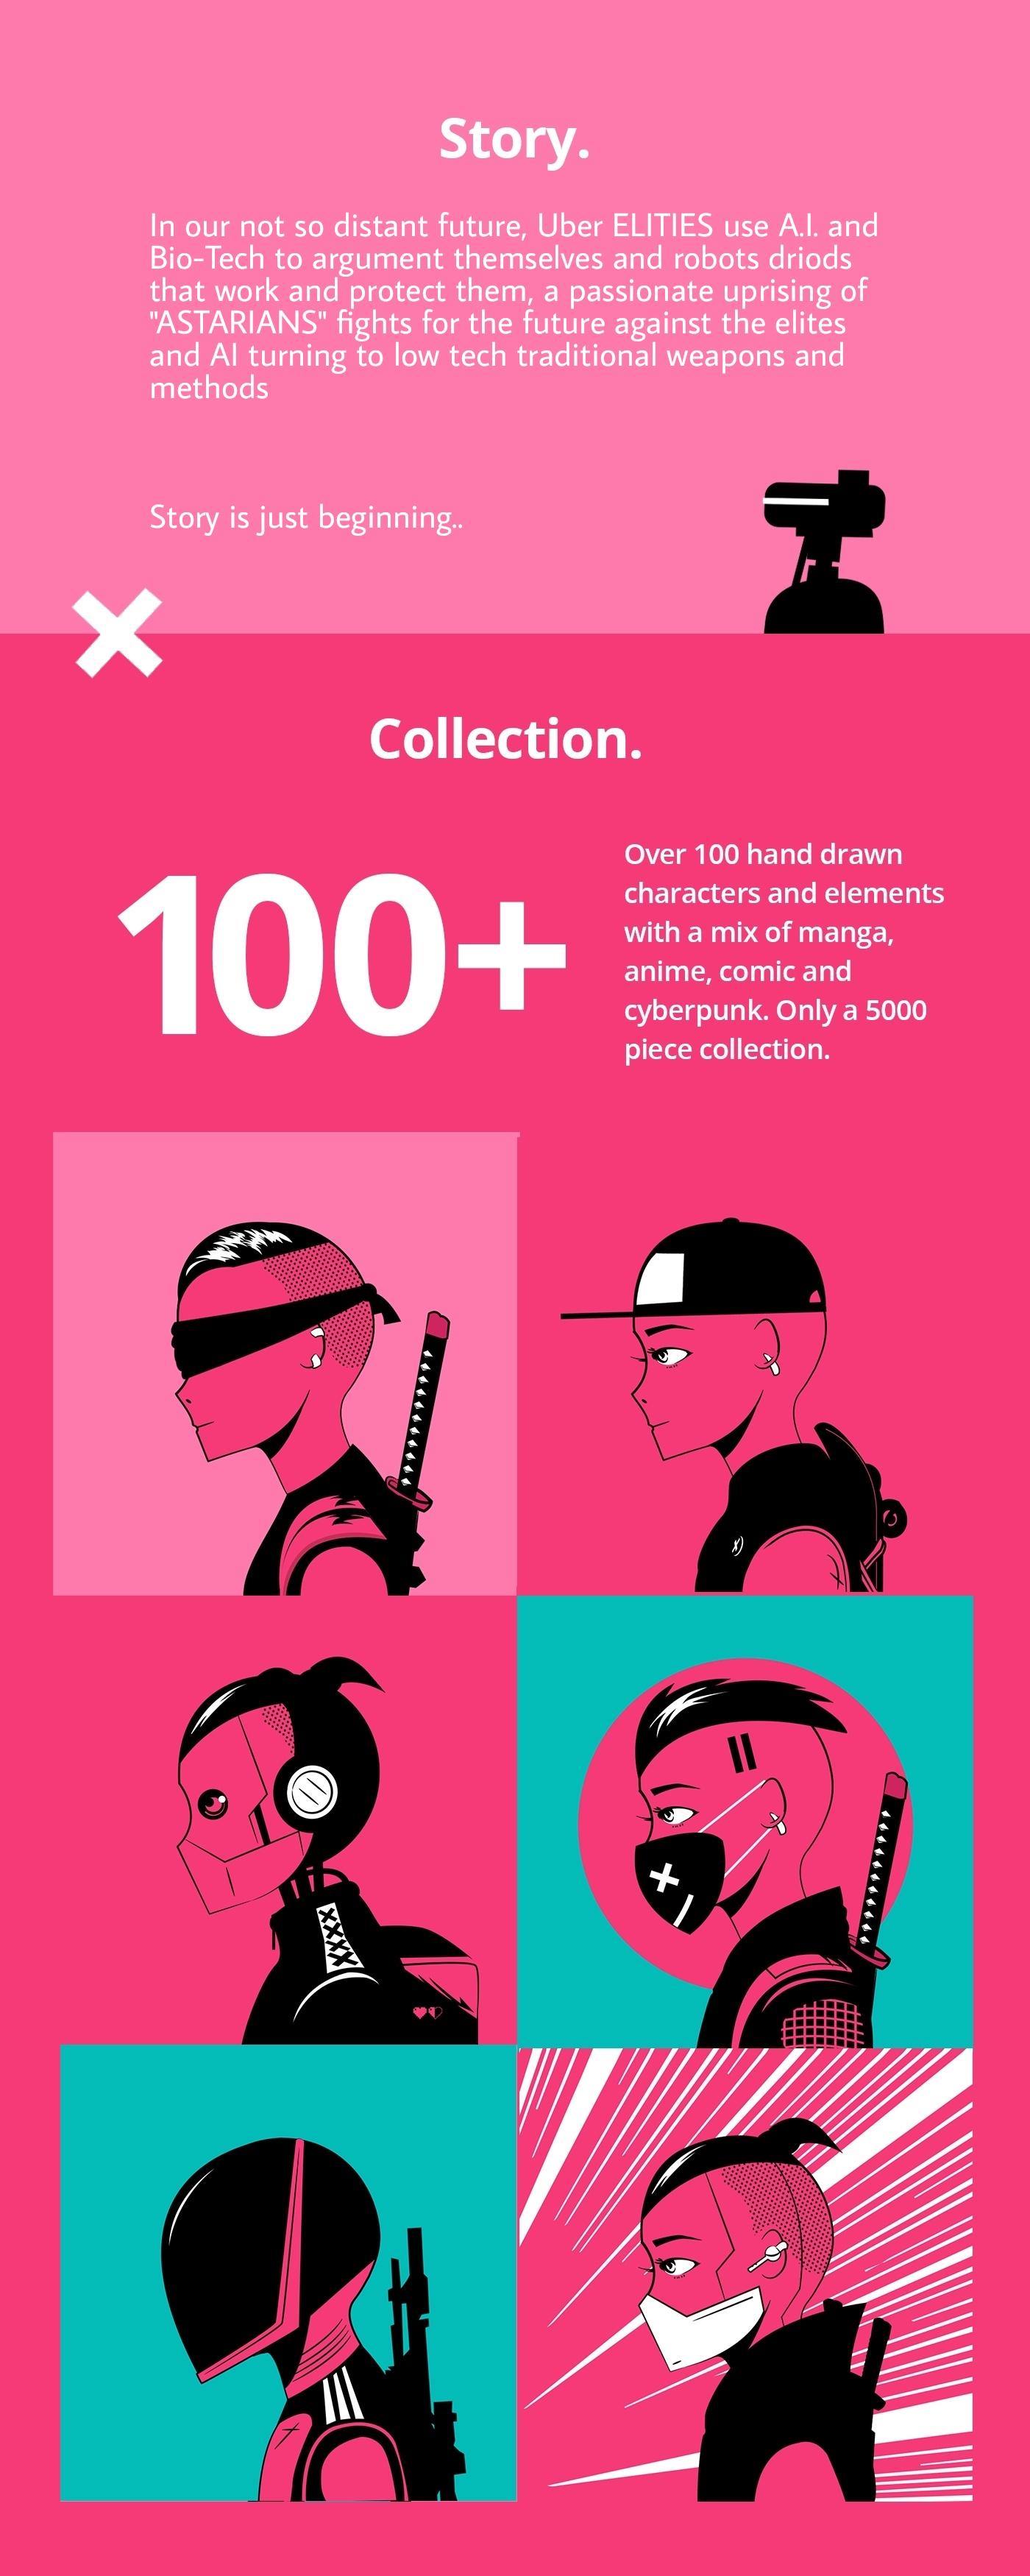 Story.
In our not so distant future, Uber ELITIES use A.I. and
Bio-Tech to argument themselves and robots driods
that work and protect them, a passionate uprising of
"ASTARIANS" fights for the future against the elites
and AI turning to low tech traditional weapons and
methods
Story is just beginning..
Collection.
100+
Over 100 hand drawn
characters and elements
with a mix of manga,
anime, comic and
cyberpunk. Only a 5000
piece collection.